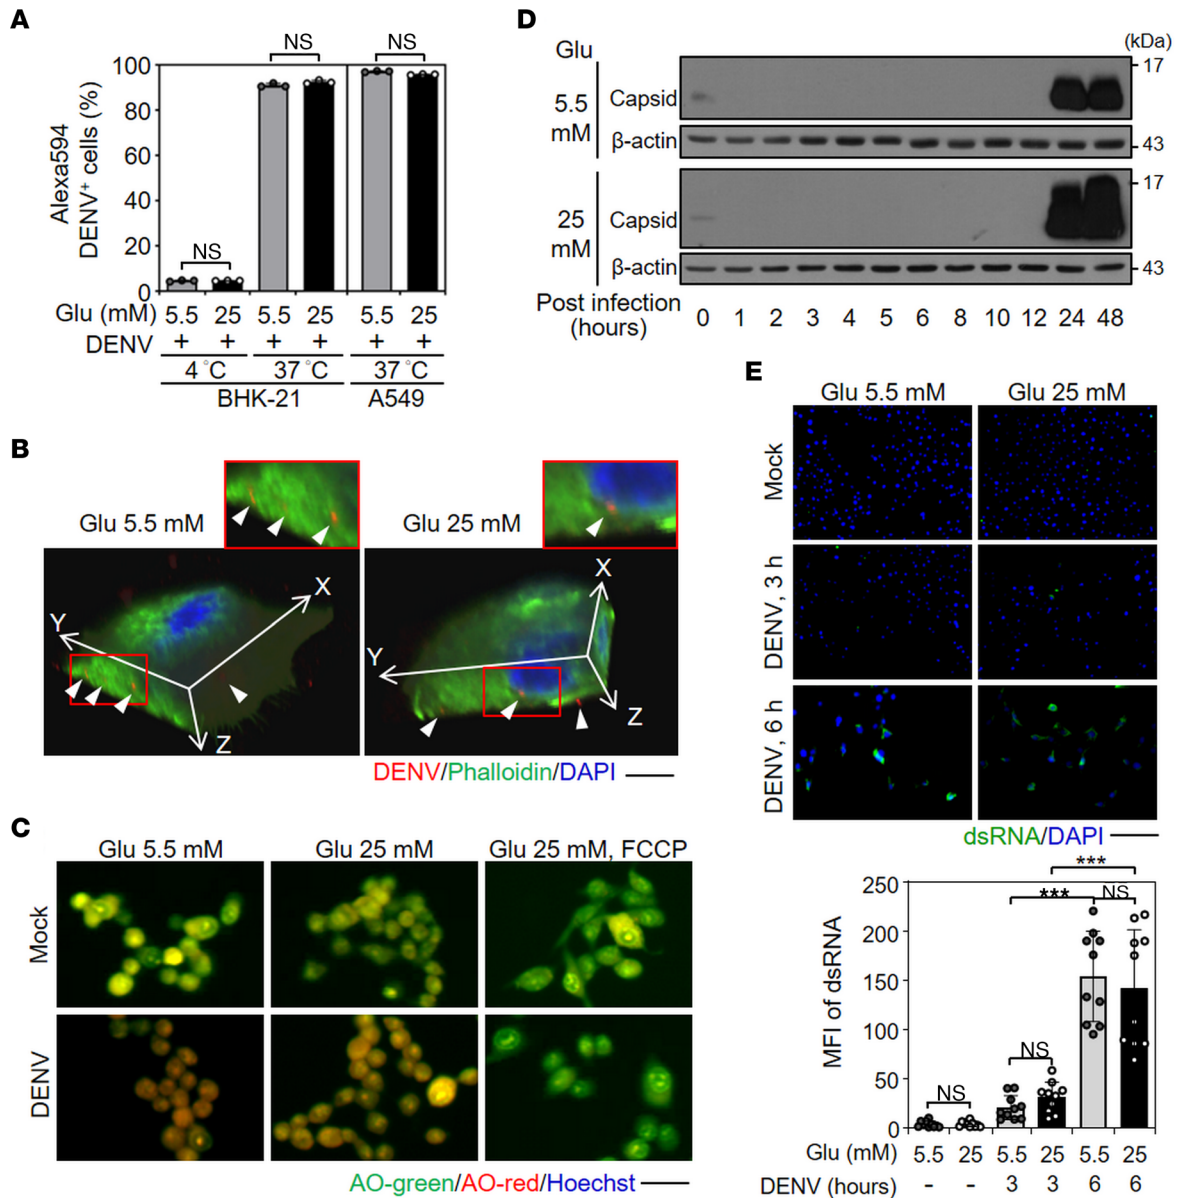 A
NS
NS
NS
100
80
60
40
20
0
Alexa594
DENV+ cells (%)
Glu (mM) 5.5 25 5.5 25 5.5 25
DENV + + + + + +
4 °C 37 °C 37 °C
BHK-21 A549
B
Glu 5.5 mM
Glu 25 mM
X
Y
Z
X
Y
Z
DENV/Phalloidin/DAPI
C
Glu 5.5 mM Glu 25 mM Glu 25 mM, FCCP
Mock
DENV
AO-green/AO-red/Hoechst
D
Glu
(kDa)
5.5
mM
Capsid
17
β-actin
43
25
mM
Capsid
17
β-actin
43
Post infection
(hours)
0 1 2 3 4 5 6 8 10 12 24 48
E
Glu 5.5 mM Glu 25 mM
Mock
DENV, 3 h
DENV, 6 h
dsRNA/DAPI
***
*** NS
NS
NS
250
200
150
100
50
0
MFI of dsRNA
Glu (mM) 5.5 25 5.5 25 5.5 25
DENV (hours) - - 3 3 6 6